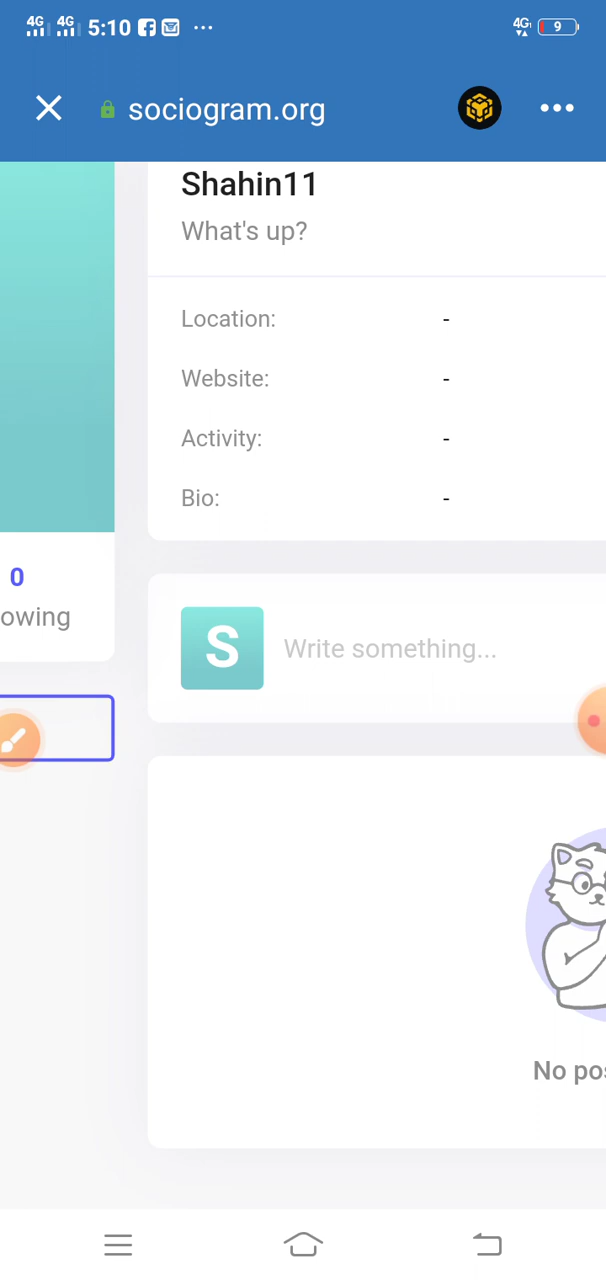 4G 4G 5:10 ... 4G 9
sociogram.org
Shahin11
What's up?
Location: -
Website: -
Activity: -
Bio: -
0
owing
S Write something...
No pos